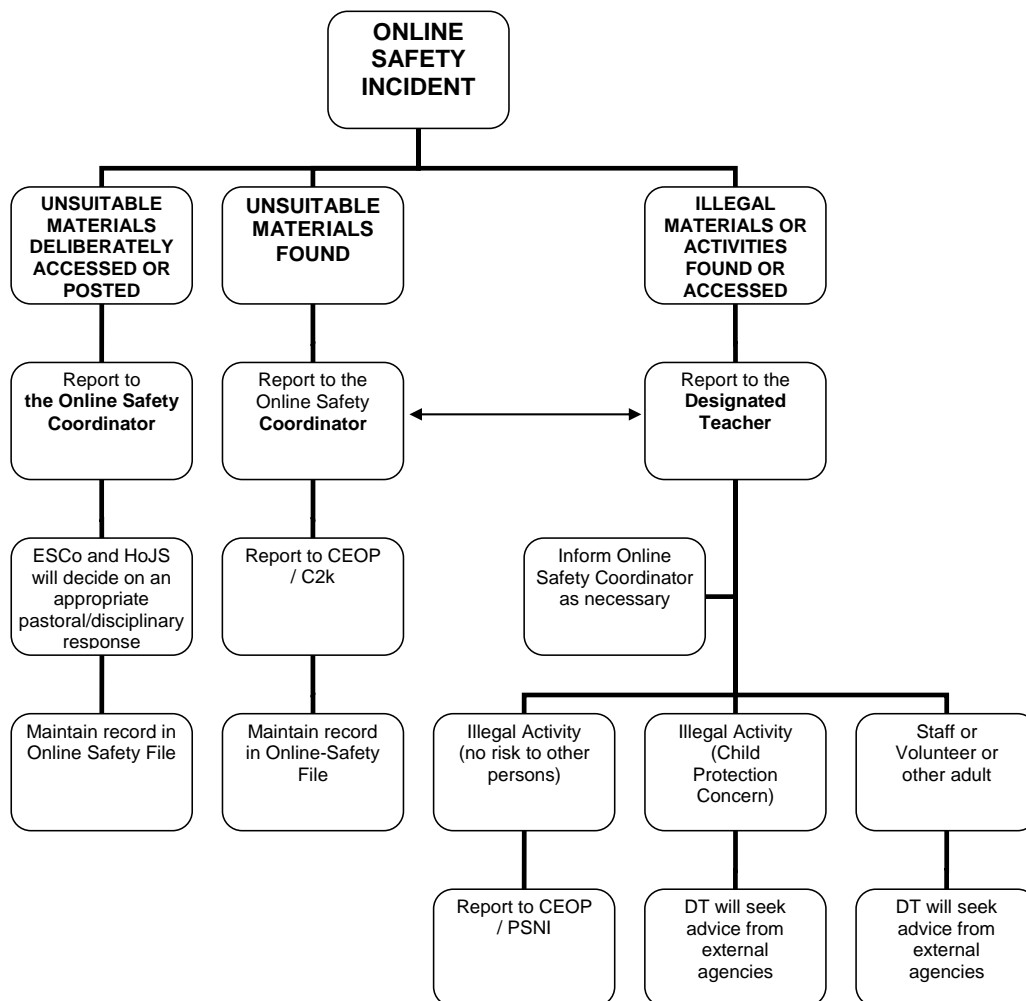 ONLINE
SAFETY
INCIDENT
UNSUITABLE
MATERIALS
DELIBERATELY
ACCESSED OR
POSTED
UNSUITABLE
MATERIALS
FOUND
ILLEGAL
MATERIALS OR
ACTIVITIES
FOUND OR
ACCESSED
Report to
the Online Safety
Coordinator
Report to the
Online Safety
Coordinator
Report to the
Designated
Teacher
ESCo and HoJS
will decide on an
appropriate
pastoral/disciplinary
response
Report to CEOP
/ C2k
Inform Online
Safety Coordinator
as necessary
Maintain record in
Online Safety File
Maintain record
in Online-Safety
File
Illegal Activity
(no risk to other
persons)
Illegal Activity
(Child
Protection
Concern)
Staff or
Volunteer or
other adult
Report to CEOP
/ PSNI
DT will seek
advice from
external
agencies
DT will seek
advice from
external
agencies